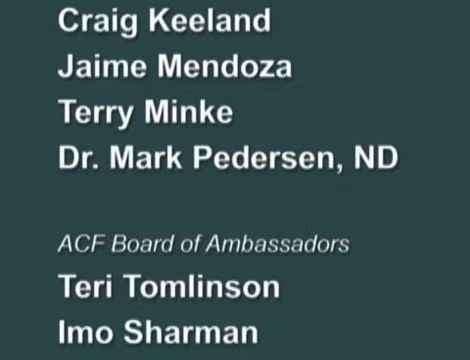 Craig Keeland
Jaime Mendoza
Terry Minke
Dr. Mark Pedersen, ND
ACF Board of Ambassadors
Teri Tomlinson
Imo Sharman